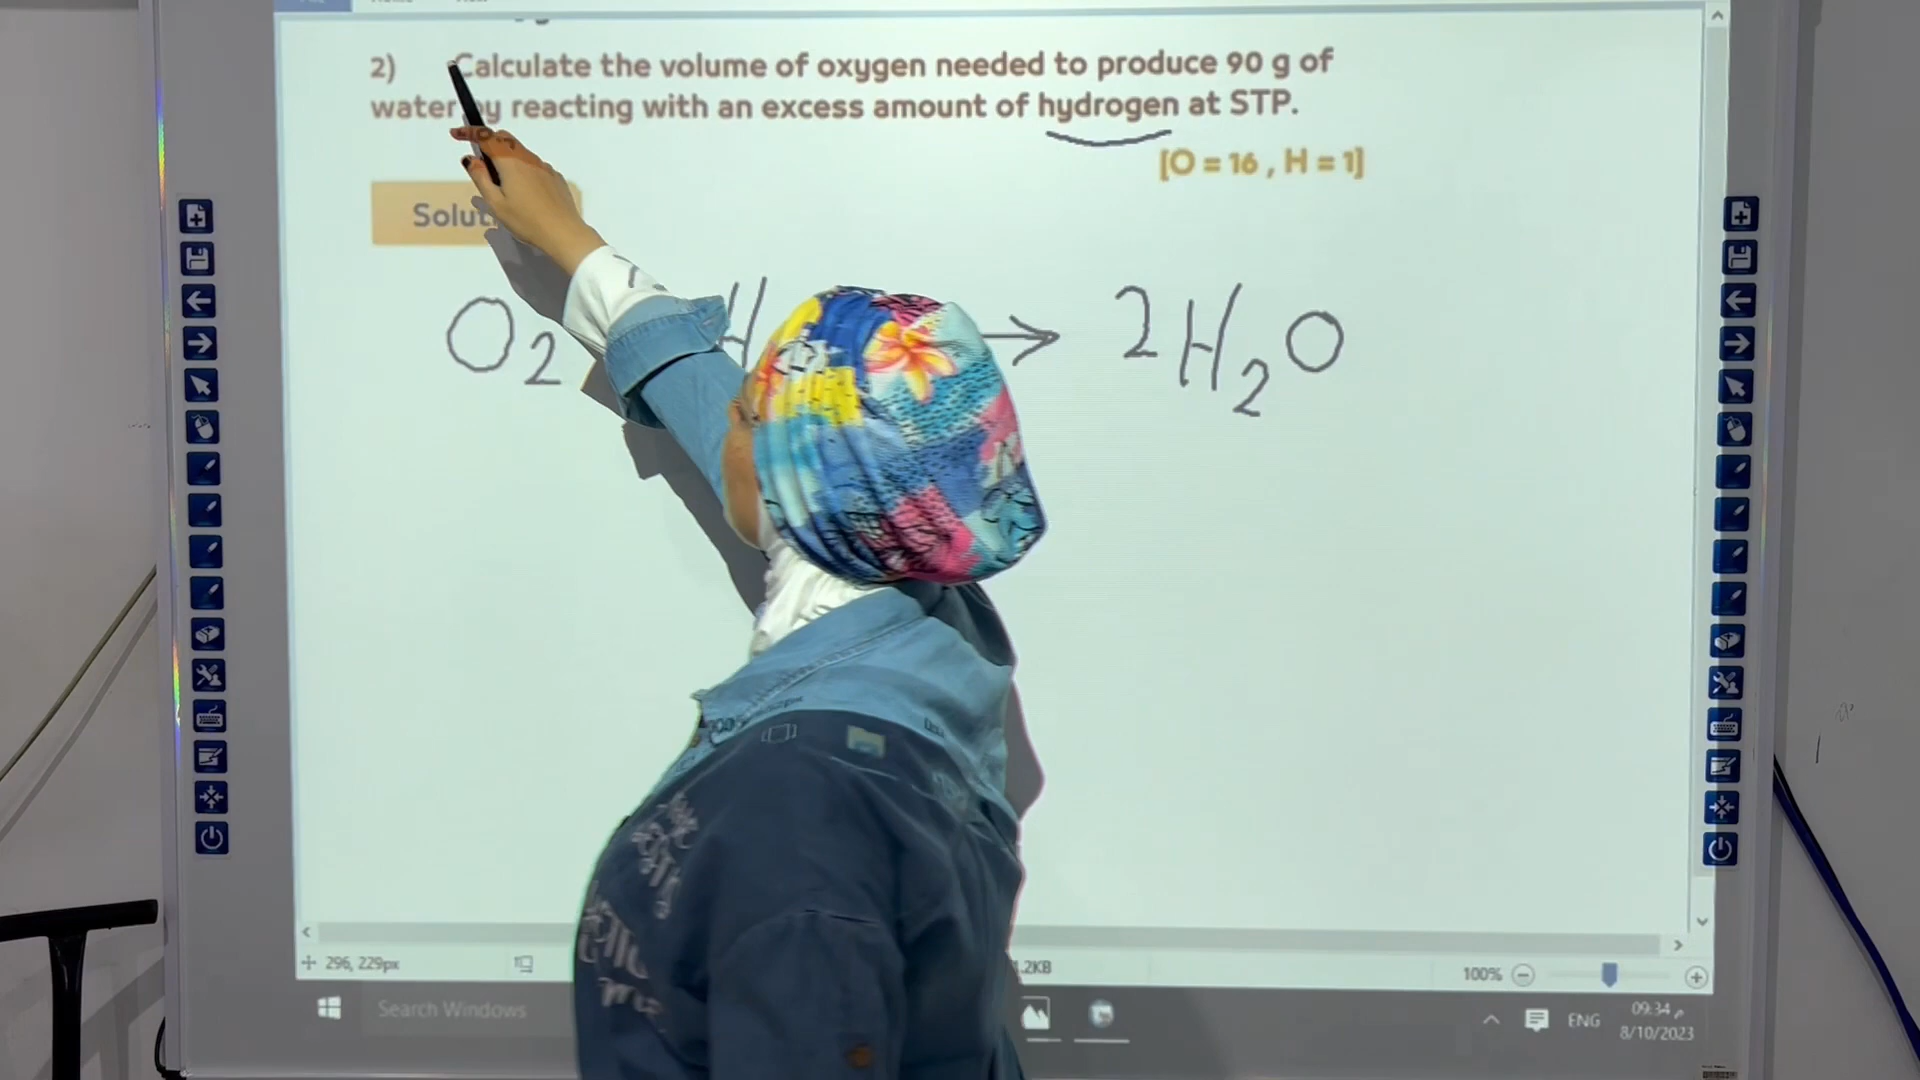 2) Calculate the volume of oxygen needed to produce 90 g of
water by reacting with an excess amount of hydrogen at STP.
[O = 16 , H = 1]
O2 H → 2H2O
296, 229px
.2KB
100%
Search Windows
ENG
09:34 م
8/10/2023